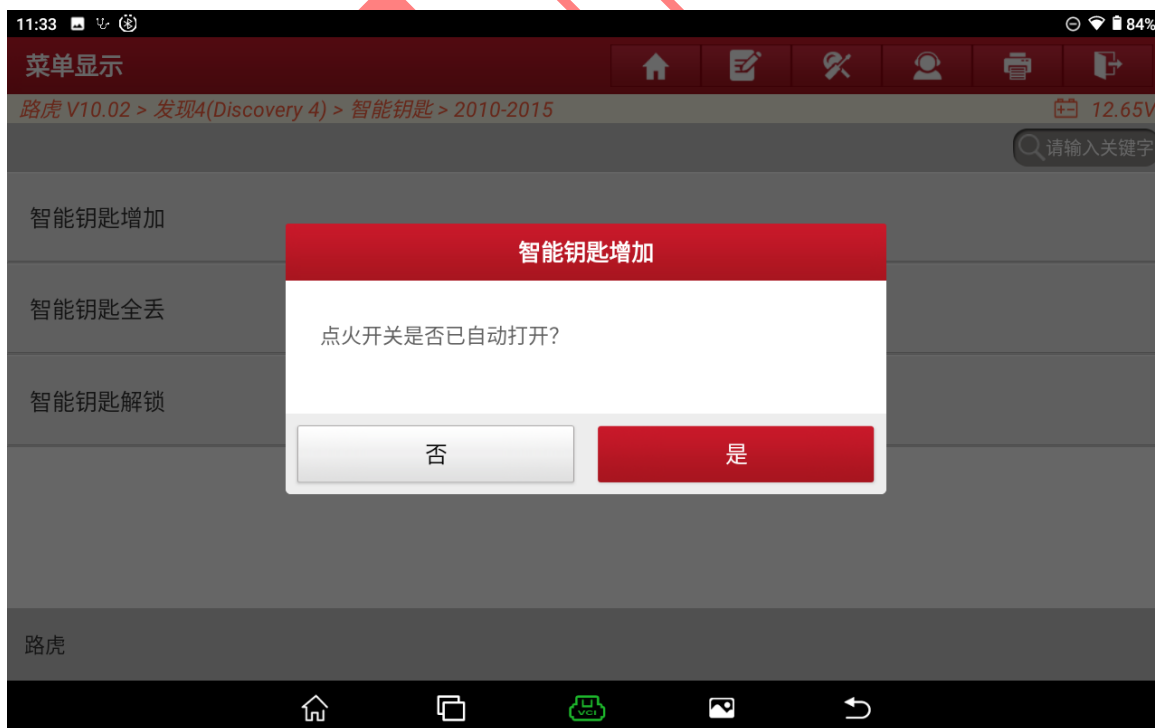 11:33
84%
菜单显示
路虎 V10.02 > 发现4(Discovery 4) > 智能钥匙 > 2010-2015
12.65V
请输入关键字
智能钥匙增加
智能钥匙全丢
智能钥匙解锁
智能钥匙增加
点火开关是否已自动打开?
否
是
路虎
VCI